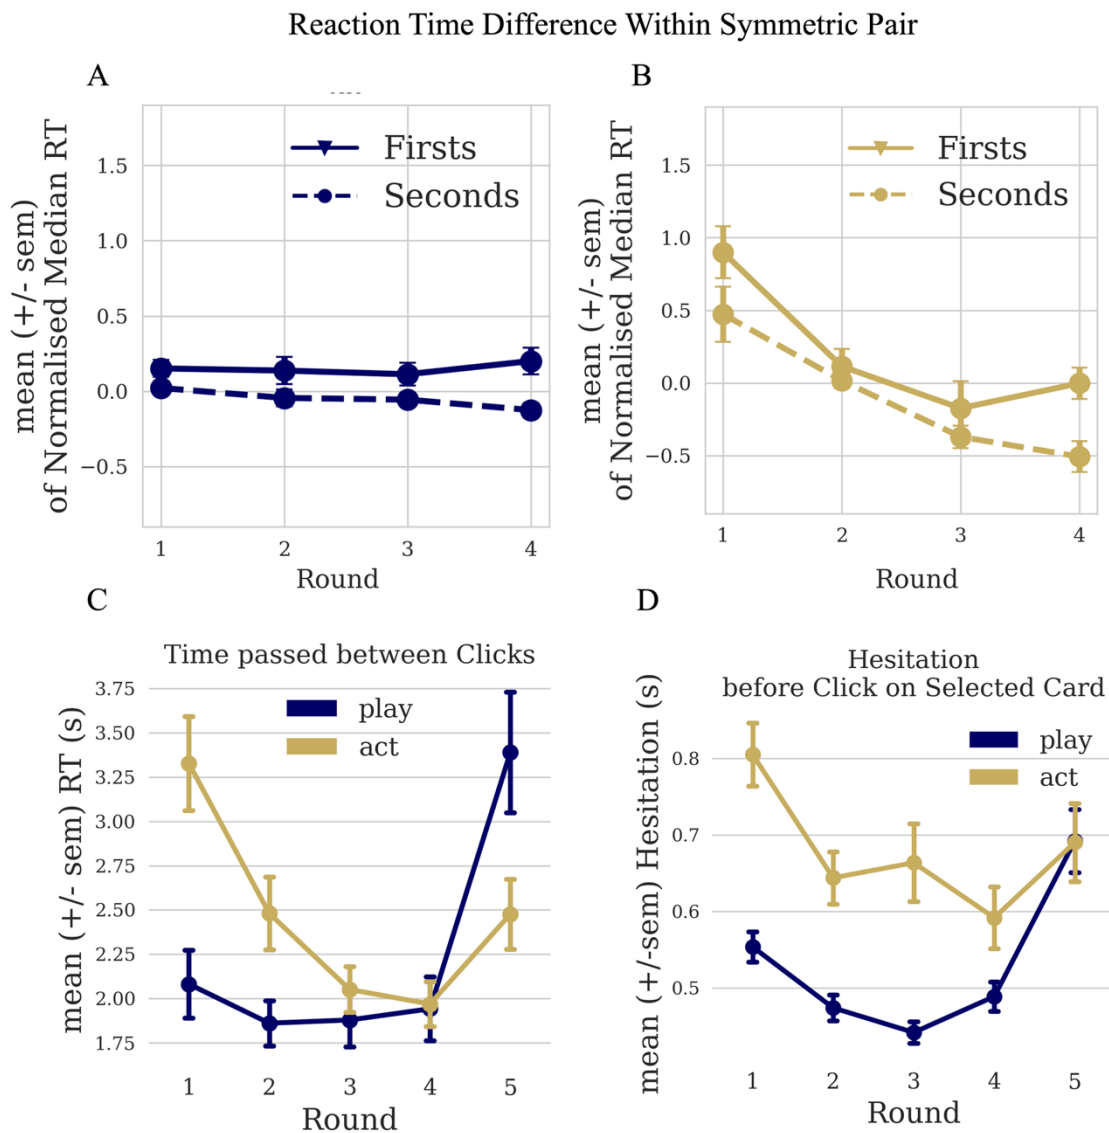 Reaction Time Difference Within Symmetric Pair
A
mean (+/- sem)
of Normalised Median RT
1.5
1.0
0.5
0.0
−0.5
Firsts
Seconds
1
2
3
4
Round
B
mean (+/- sem)
of Normalised Median RT
1.5
1.0
0.5
0.0
−0.5
Firsts
Seconds
1
2
3
4
Round
C
Time passed between Clicks
mean (+/- sem) RT (s)
3.75
3.50
3.25
3.00
2.75
2.50
2.25
2.00
1.75
play
act
1
2
3
4
5
Round
D
Hesitation
before Click on Selected Card
mean (+/-sem) Hesitation (s)
0.8
0.7
0.6
0.5
play
act
1
2
3
4
5
Round